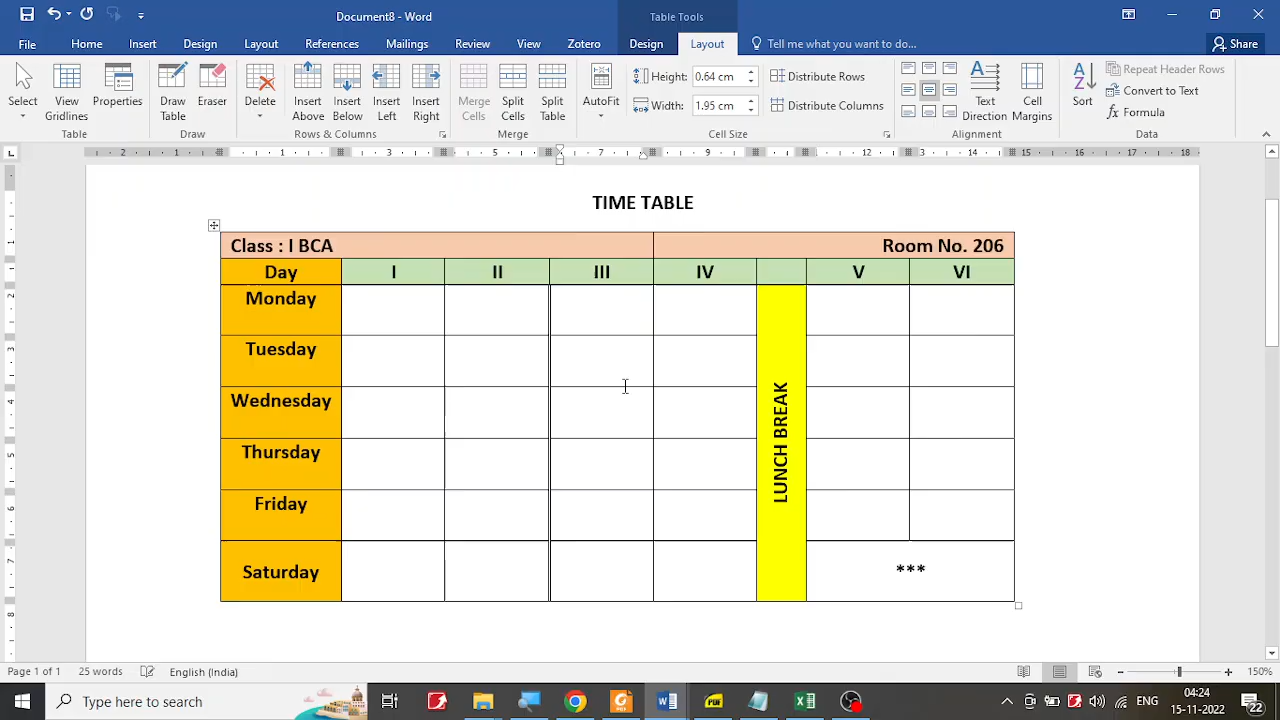 Document8 - Word
Table Tools
15-11-2022
File Home Insert Draw Design Layout References Mailings Review View Zotero Design Layout Tell me what you want to do... Share
Select
View Gridlines
Properties
Table
Draw Table
Eraser
Draw
Delete
Insert Above
Insert Below
Insert Left
Insert Right
Rows & Columns
Merge Cells
Split Cells
Split Table
Merge
AutoFit
Height: 0.64 cm
Width: 1.95 cm
Distribute Rows
Distribute Columns
Cell Size
Text Direction
Cell Margins
Alignment
Sort
Repeat Header Rows
Convert to Text
Formula
Data
TIME TABLE
Class : I BCA Room No. 206
Day I II III IV V VI
Monday
Tuesday
Wednesday
Thursday
Friday
Saturday
LUNCH BREAK
***
Page 1 of 1 25 words English (India) 150%
Type here to search
ENG
04:24
15-11-2022
22